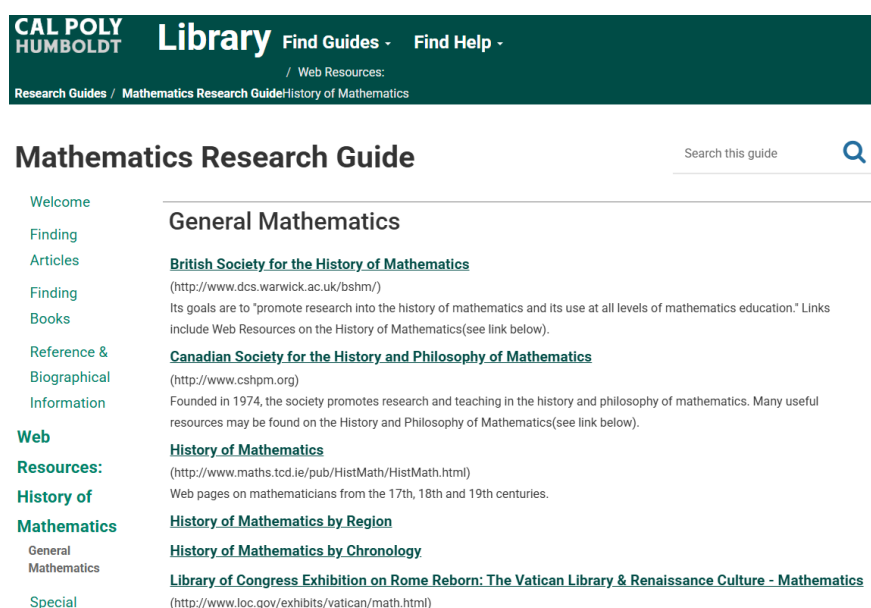 CAL POLY
HUMBOLDT
Library
Find Guides -
Find Help -
/ Web Resources:
Research Guides / Mathematics Research GuideHistory of Mathematics
Mathematics Research Guide
Search this guide
Welcome
Finding
Articles
Finding
Books
Reference &
Biographical
Information
Web
Resources:
History of
Mathematics
General
Mathematics
Special
General Mathematics
British Society for the History of Mathematics
(http://www.dcs.warwick.ac.uk/bshm/)
Its goals are to "promote research into the history of mathematics and its use at all levels of mathematics education." Links
include Web Resources on the History of Mathematics(see link below).
Canadian Society for the History and Philosophy of Mathematics
(http://www.cshpm.org)
Founded in 1974, the society promotes research and teaching in the history and philosophy of mathematics. Many useful
resources may be found on the History and Philosophy of Mathematics(see link below).
History of Mathematics
(http://www.maths.tcd.ie/pub/HistMath/HistMath.html)
Web pages on mathematicians from the 17th, 18th and 19th centuries.
History of Mathematics by Region
History of Mathematics by Chronology
Library of Congress Exhibition on Rome Reborn: The Vatican Library & Renaissance Culture - Mathematics
(http://www.loc.gov/exhibits/vatican/math.html)